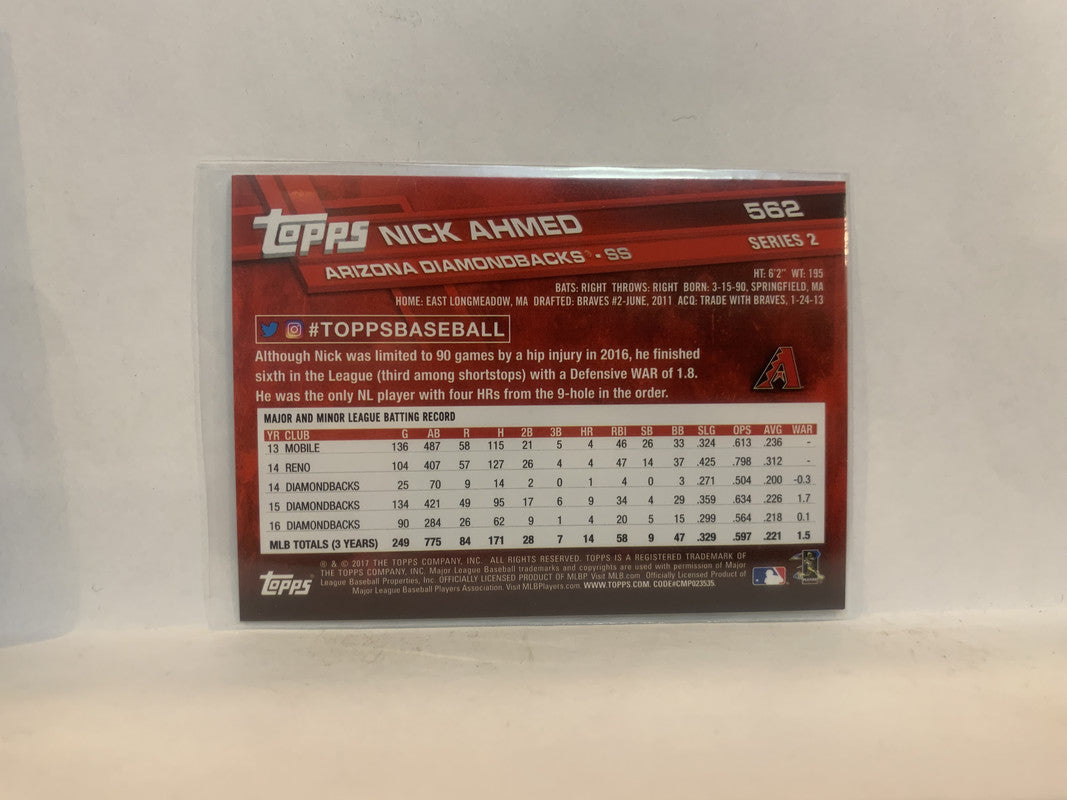 TOPPS NICK AHMED 562
ARIZONA DIAMONDBACKS® - SS SERIES 2
HT: 6'2" WT: 195
BATS: RIGHT THROWS: RIGHT BORN: 3-15-90, SPRINGFIELD, MA
HOME: EAST LONGMEADOW, MA DRAFTED: BRAVES #2-JUNE, 2011 ACQ: TRADE WITH BRAVES, 1-24-13
#TOPPSBASEBALL
Although Nick was limited to 90 games by a hip injury in 2016, he finished
sixth in the League (third among shortstops) with a Defensive WAR of 1.8.
He was the only NL player with four HRs from the 9-hole in the order.
MAJOR AND MINOR LEAGUE BATTING RECORD
YR CLUB G AB R H 2B 3B HR RBI SB BB SLG OPS AVG WAR
13 MOBILE 136 487 58 115 21 5 4 46 26 33 .324 .613 .236 -
14 RENO 104 407 57 127 26 4 4 47 14 37 .425 .798 .312 -
14 DIAMONDBACKS 25 70 9 14 2 0 1 4 0 3 .271 .504 .200 -0.3
15 DIAMONDBACKS 134 421 49 95 17 6 9 34 4 29 .359 .634 .226 1.7
16 DIAMONDBACKS 90 284 26 62 9 1 4 20 5 15 .299 .564 .218 0.1
MLB TOTALS (3 YEARS) 249 775 84 171 28 7 14 58 9 47 .329 .597 .221 1.5
® & © 2017 THE TOPPS COMPANY, INC. ALL RIGHTS RESERVED. TOPPS IS A REGISTERED TRADEMARK OF
THE TOPPS COMPANY, INC. Major League Baseball trademarks and copyrights are used with permission of Major
League Baseball Properties, Inc. OFFICIALLY LICENSED PRODUCT OF MLBP. Visit MLB.com. Officially Licensed Product of
Major League Baseball Players Association. Visit MLBPlayers.com. WWW.TOPPS.COM. CODE#CMP023535.
TOPPS